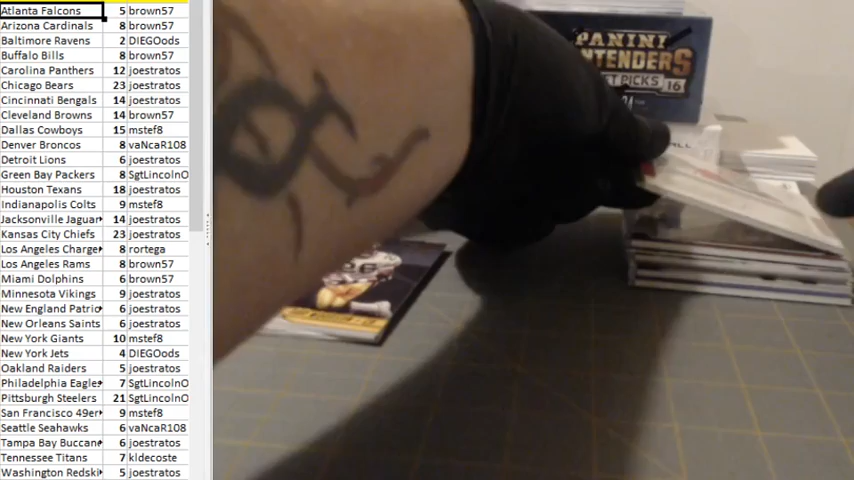 Atlanta Falcons 5 brown57
Arizona Cardinals 8 brown57
Baltimore Ravens 2 DIEGOods
Buffalo Bills 8 brown57
Carolina Panthers 12 joestratos
Chicago Bears 23 joestratos
Cincinnati Bengals 14 joestratos
Cleveland Browns 14 brown57
Dallas Cowboys 15 mstef8
Denver Broncos 8 vaNcaR108
Detroit Lions 6 joestratos
Green Bay Packers 8 SgtLincolnO
Houston Texans 18 joestratos
Indianapolis Colts 9 mstef8
Jacksonville Jaguar 14 joestratos
Kansas City Chiefs 23 joestratos
Los Angeles Charge 8 rortega
Los Angeles Rams 8 brown57
Miami Dolphins 6 brown57
Minnesota Vikings 9 joestratos
New England Patrio 6 joestratos
New Orleans Saints 6 joestratos
New York Giants 10 mstef8
New York Jets 4 DIEGOods
Oakland Raiders 5 joestratos
Philadelphia Eagle 7 SgtLincolnO
Pittsburgh Steelers 21 SgtLincolnO
San Francisco 49er 9 mstef8
Seattle Seahawks 6 vaNcaR108
Tampa Bay Buccan 6 joestratos
Tennessee Titans 7 kldecoste
Washington Redski 5 joestratos
PANINI
NTENDERS
FT PICKS 16
26